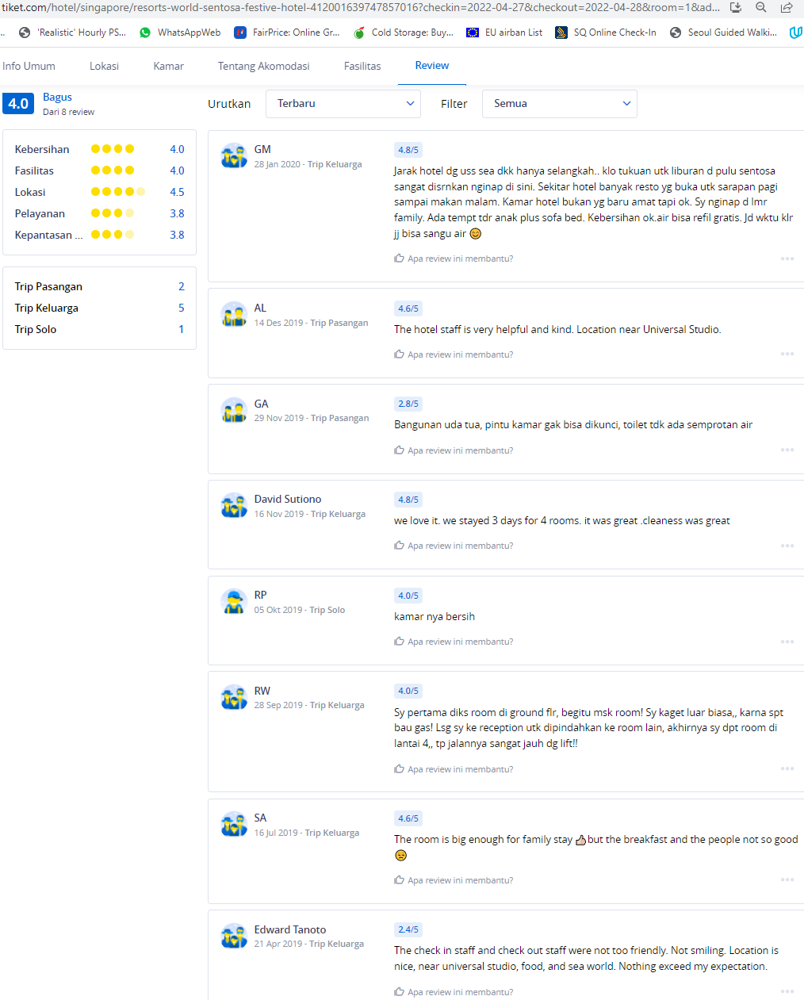 tiket.com/hotel/singapore/resorts-world-sentosa-festive-hotel-412001639747857016?checkin=2022-04-27&checkout=2022-04-28&room=1&ad...
'Realistic' Hourly PS... WhatsAppWeb FairPrice: Online Gr... Cold Storage: Buy... EU airban List SQ Online Check-In Seoul Guided Walki...
Info Umum Lokasi Kamar Tentang Akomodasi Fasilitas Review
4.0 Bagus
Dari 8 review
Urutkan Terbaru Filter Semua
Kebersihan 4.0
Fasilitas 4.0
Lokasi 4.5
Pelayanan 3.8
Kepantasan ... 3.8
Trip Pasangan 2
Trip Keluarga 5
Trip Solo 1
GM
28 Jan 2020 - Trip Keluarga
4.8/5
Jarak hotel dg uss sea dkk hanya selangkah.. klo tukuan utk liburan d pulu sentosa
sangat disrnkan nginap di sini. Sekitar hotel banyak resto yg buka utk sarapan pagi
sampai makan malam. Kamar hotel bukan yg baru amat tapi ok. Sy nginap d lmr
family. Ada tempt tdr anak plus sofa bed. Kebersihan ok.air bisa refil gratis. Jd wktu klr
jj bisa sangu air 😊
Apa review ini membantu?
AL
14 Des 2019 - Trip Pasangan
4.6/5
The hotel staff is very helpful and kind. Location near Universal Studio.
Apa review ini membantu?
GA
29 Nov 2019 - Trip Pasangan
2.8/5
Bangunan uda tua, pintu kamar gak bisa dikunci, toilet tdk ada semprotan air
Apa review ini membantu?
David Sutiono
16 Nov 2019 - Trip Keluarga
4.8/5
we love it. we stayed 3 days for 4 rooms. it was great .cleaness was great
Apa review ini membantu?
RP
05 Okt 2019 - Trip Solo
4.0/5
kamar nya bersih
Apa review ini membantu?
RW
28 Sep 2019 - Trip Keluarga
4.0/5
Sy pertama diks room di ground flr, begitu msk room! Sy kaget luar biasa,, karna spt
bau gas! Lsg sy ke reception utk dipindahkan ke room lain, akhirnya sy dpt room di
lantai 4,, tp jalannya sangat jauh dg lift!!
Apa review ini membantu?
SA
16 Jul 2019 - Trip Keluarga
4.6/5
The room is big enough for family stay 👍but the breakfast and the people not so good
😒
Apa review ini membantu?
Edward Tanoto
21 Apr 2019 - Trip Keluarga
2.4/5
The check in staff and check out staff were not too friendly. Not smiling. Location is
nice, near universal studio, food, and sea world. Nothing exceed my expectation.
Apa review ini membantu?